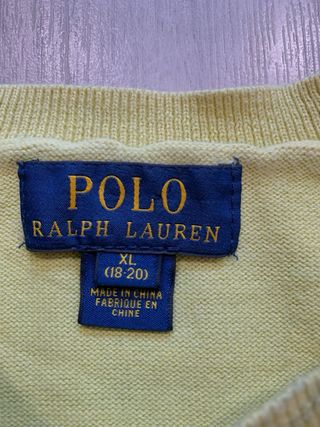 POLO
RALPH LAUREN
XL
(18-20)
MADE IN CHINA
FABRIQUE EN
CHINE